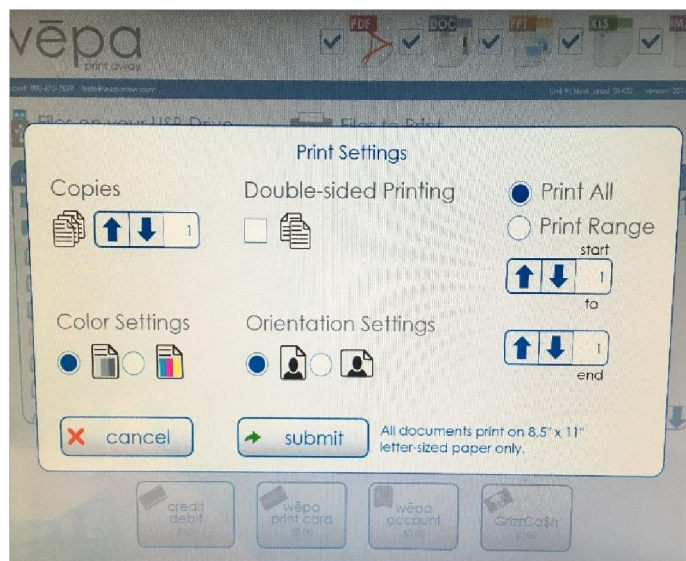 vēpa
print away
PDF
DOC
PPT
XLS
Files on your USB Drive
Files to Print
Print Settings
Copies
1
Double-sided Printing
Print All
Print Range
start
1
to
1
end
Color Settings
Orientation Settings
cancel
submit
All documents print on 8.5" x 11"
letter-sized paper only.
credit
debit
wēpa
print card
wēpa
account
GrizzCa$h